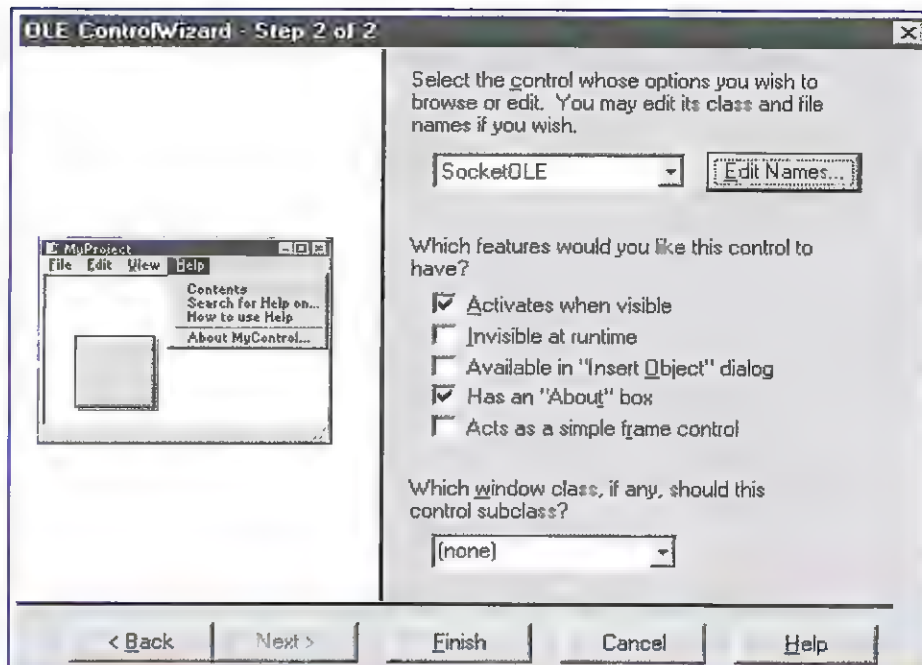 OLE ControlWizard - Step 2 of 2
Select the control whose options you wish to
browse or edit. You may edit its class and file
names if you wish.
SocketOLE
Edit Names...
MyProject
File Edit View Help
Contents
Search for Help on...
How to use Help
About MyControl...
Which features would you like this control to
have?
Activates when visible
Invisible at runtime
Available in "Insert Object" dialog
Has an "About" box
Acts as a simple frame control
Which window class, if any, should this
control subclass?
(none)
< Back Next > Finish Cancel Help